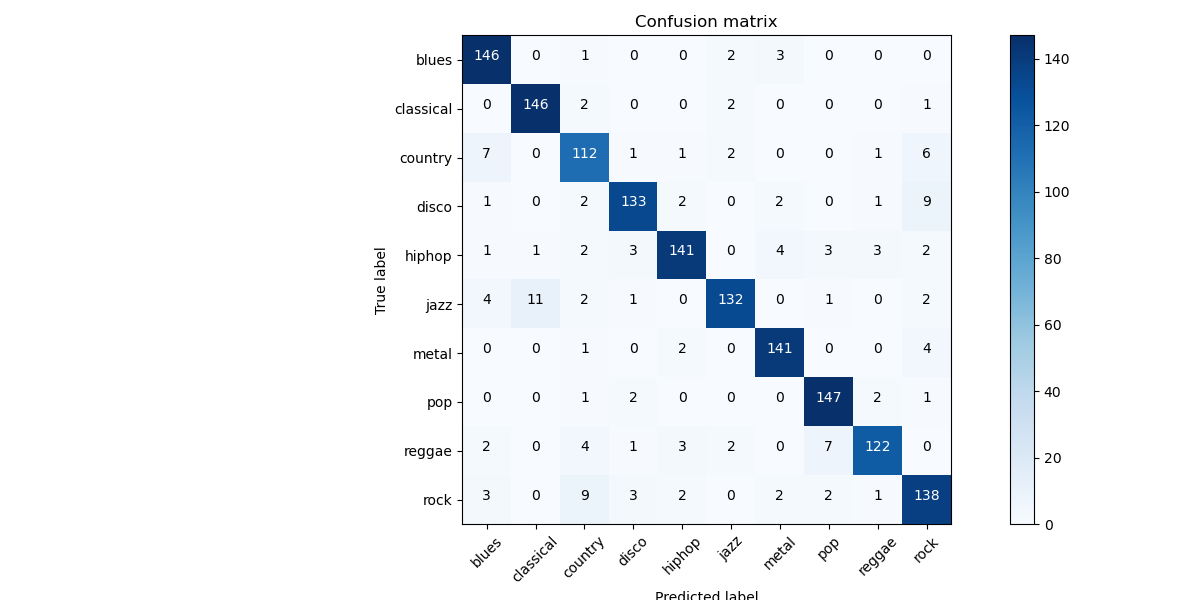 Confusion matrix
blues 146 0 1 0 0 2 3 0 0 0
classical 0 146 2 0 0 2 0 0 0 1
country 7 0 112 1 1 2 0 0 1 6
disco 1 0 2 133 2 0 2 0 1 9
hiphop 1 1 2 3 141 0 4 3 3 2
jazz 4 11 2 1 0 132 0 1 0 2
metal 0 0 1 0 2 0 141 0 0 4
pop 0 0 1 2 0 0 0 147 2 1
reggae 2 0 4 1 3 2 0 7 122 0
rock 3 0 9 3 2 0 2 2 1 138
blues classical country disco hiphop jazz metal pop reggae rock
True label
Predicted label
140
120
100
80
60
40
20
0